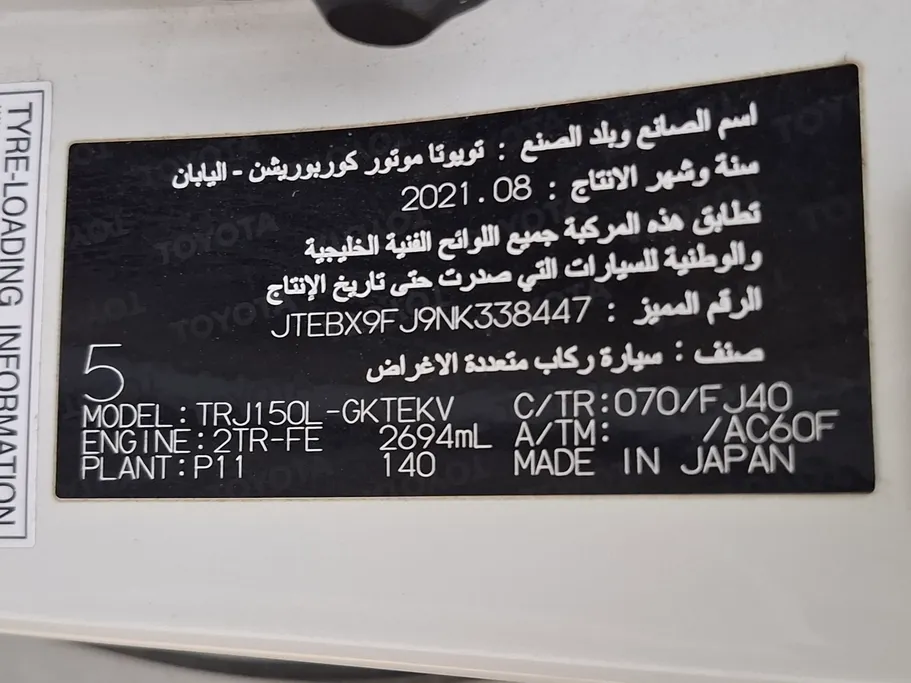 اسم الصانع وبلد الصنع : تويوتا موتور كوربوريشن - اليابان
سنة وشهر الانتاج : 2021.08
تطابق هذه المركبة جميع اللوائح الفنية الخليجية
والوطنية للسيارات التي صدرت حتى تاريخ الإنتاج
الرقم المميز : JTEBX9FJ9NK338447
صنف : سيارة ركاب متعددة الاغراض
5
MODEL:TRJ150L-GKTEKV C/TR:070/FJ40
ENGINE:2TR-FE 2694mL A/TM: /AC60F
PLANT:P11 140 MADE IN JAPAN
TYRE-LOADING INFORMATION